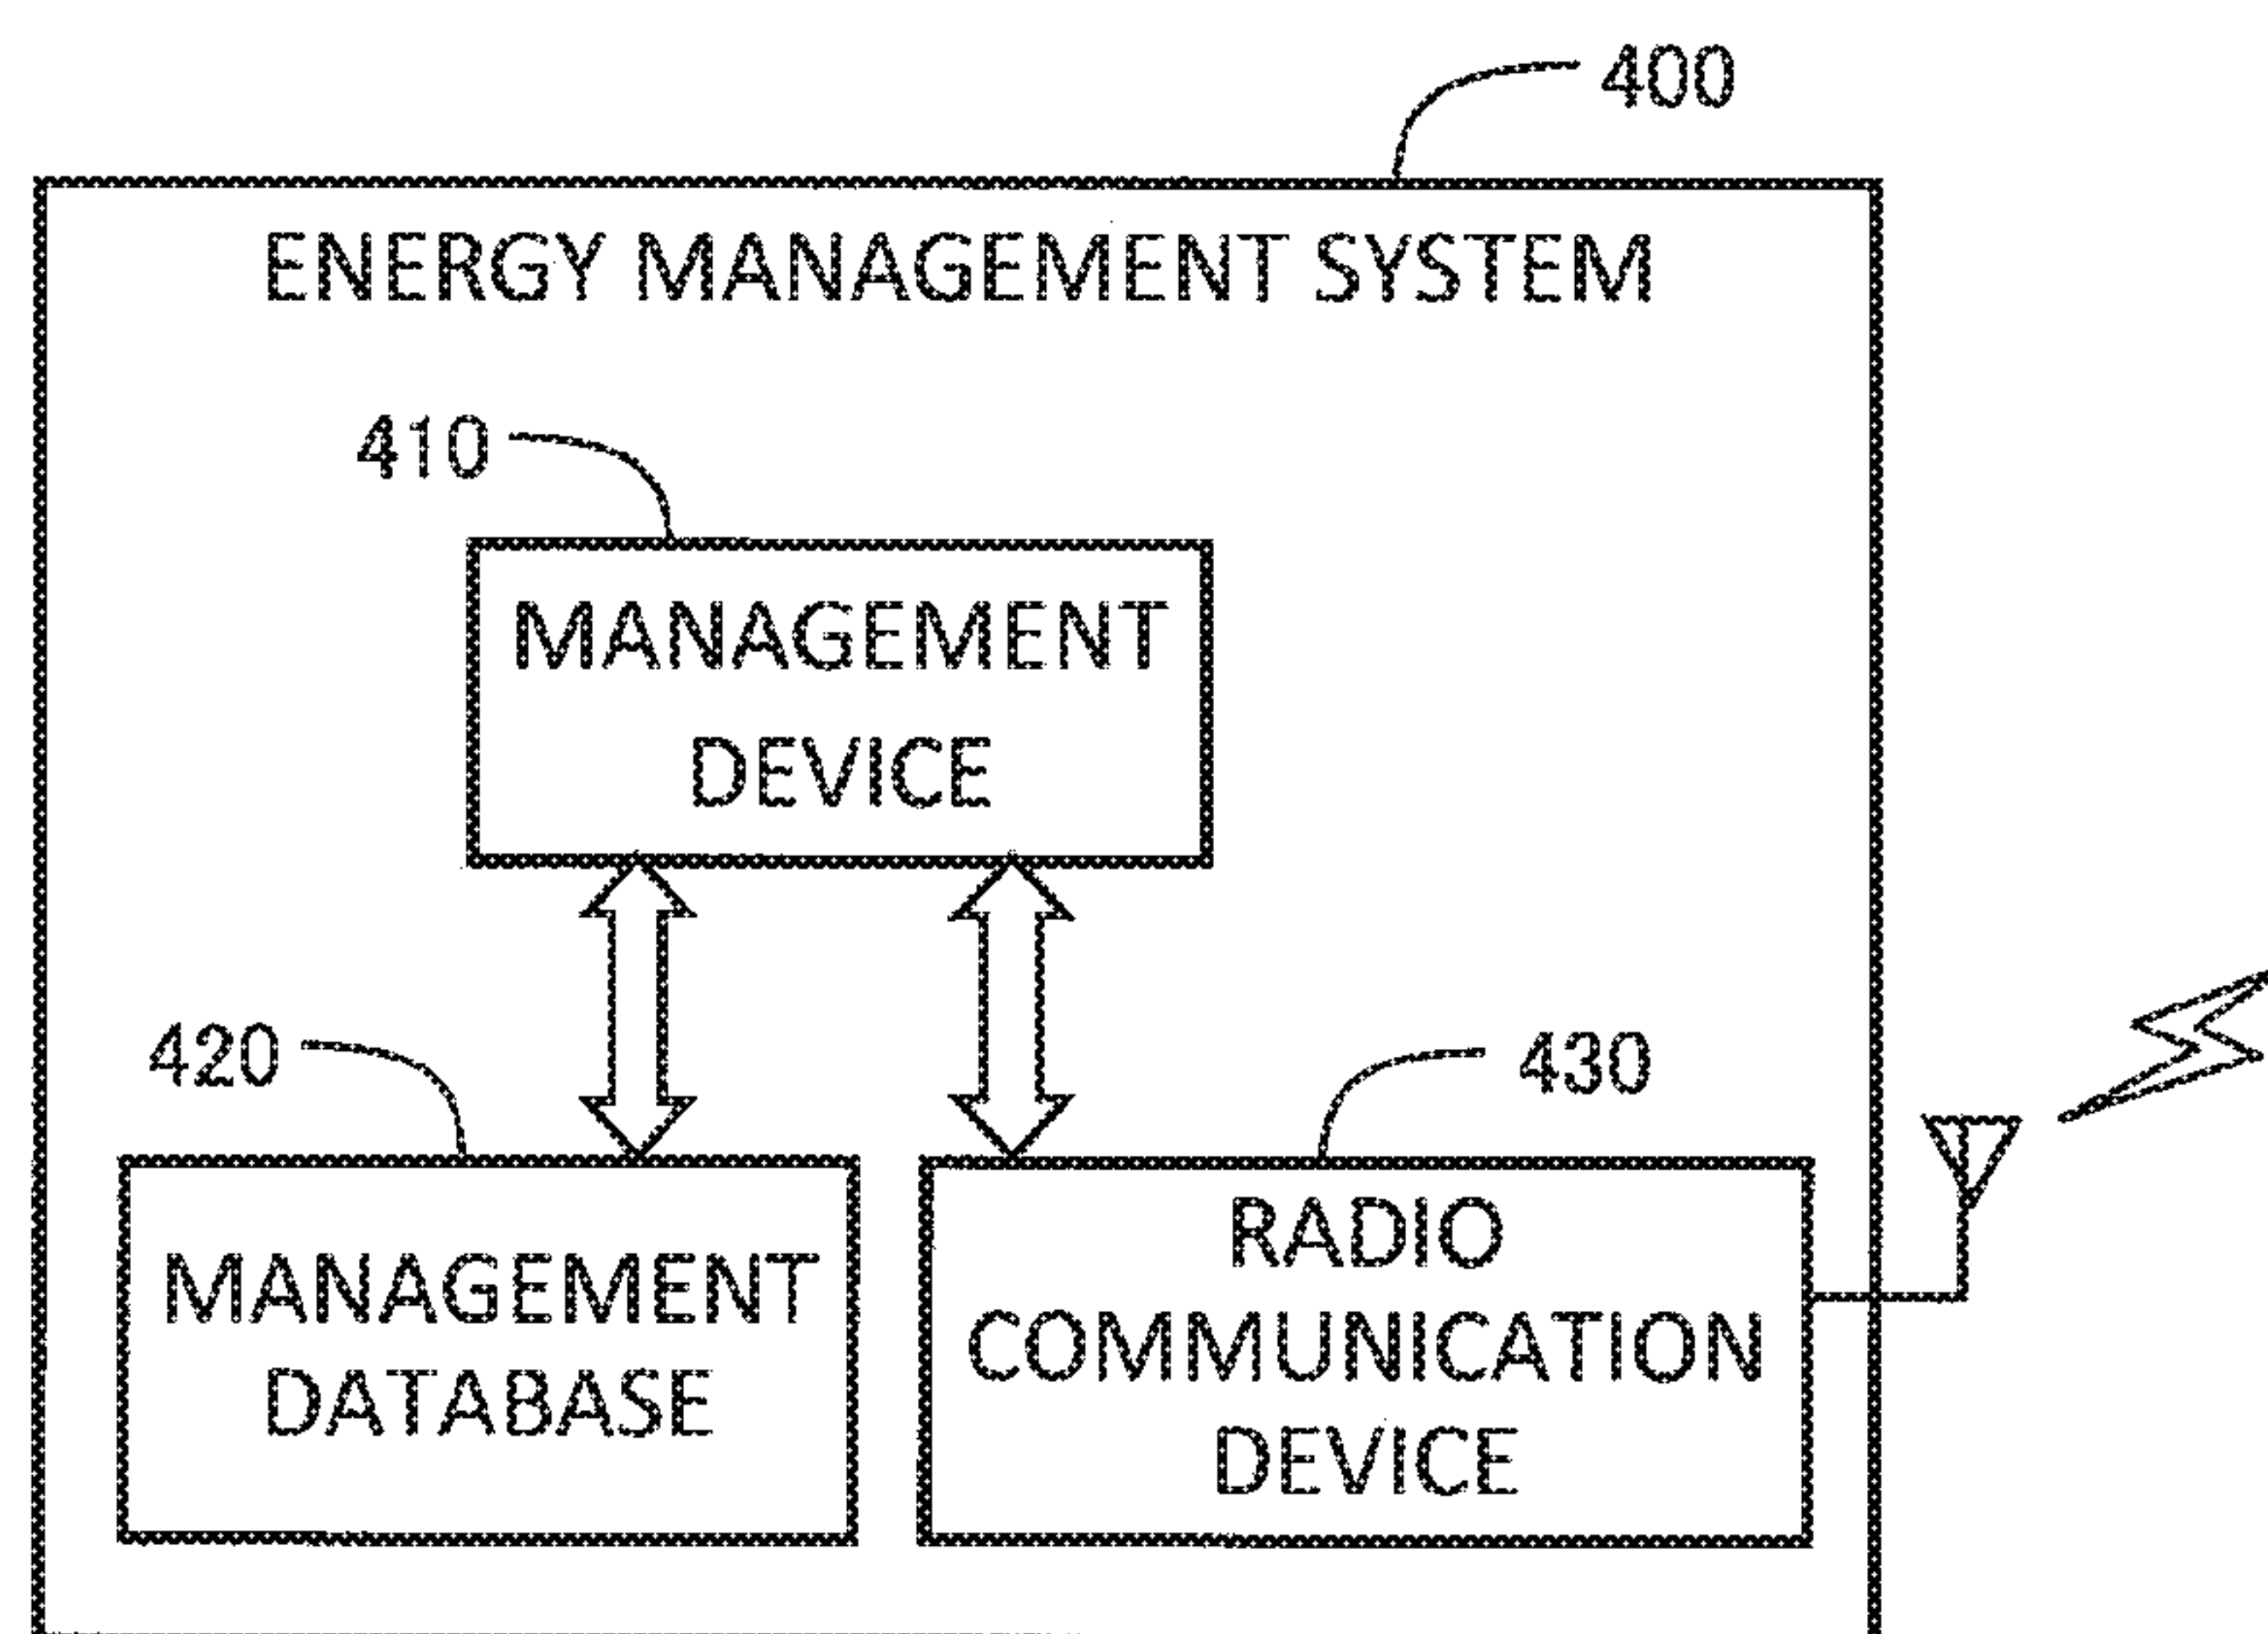 400
ENERGY MANAGEMENT SYSTEM
410
MANAGEMENT
DEVICE
420
430
MANAGEMENT
DATABASE
RADIO
COMMUNICATION
DEVICE